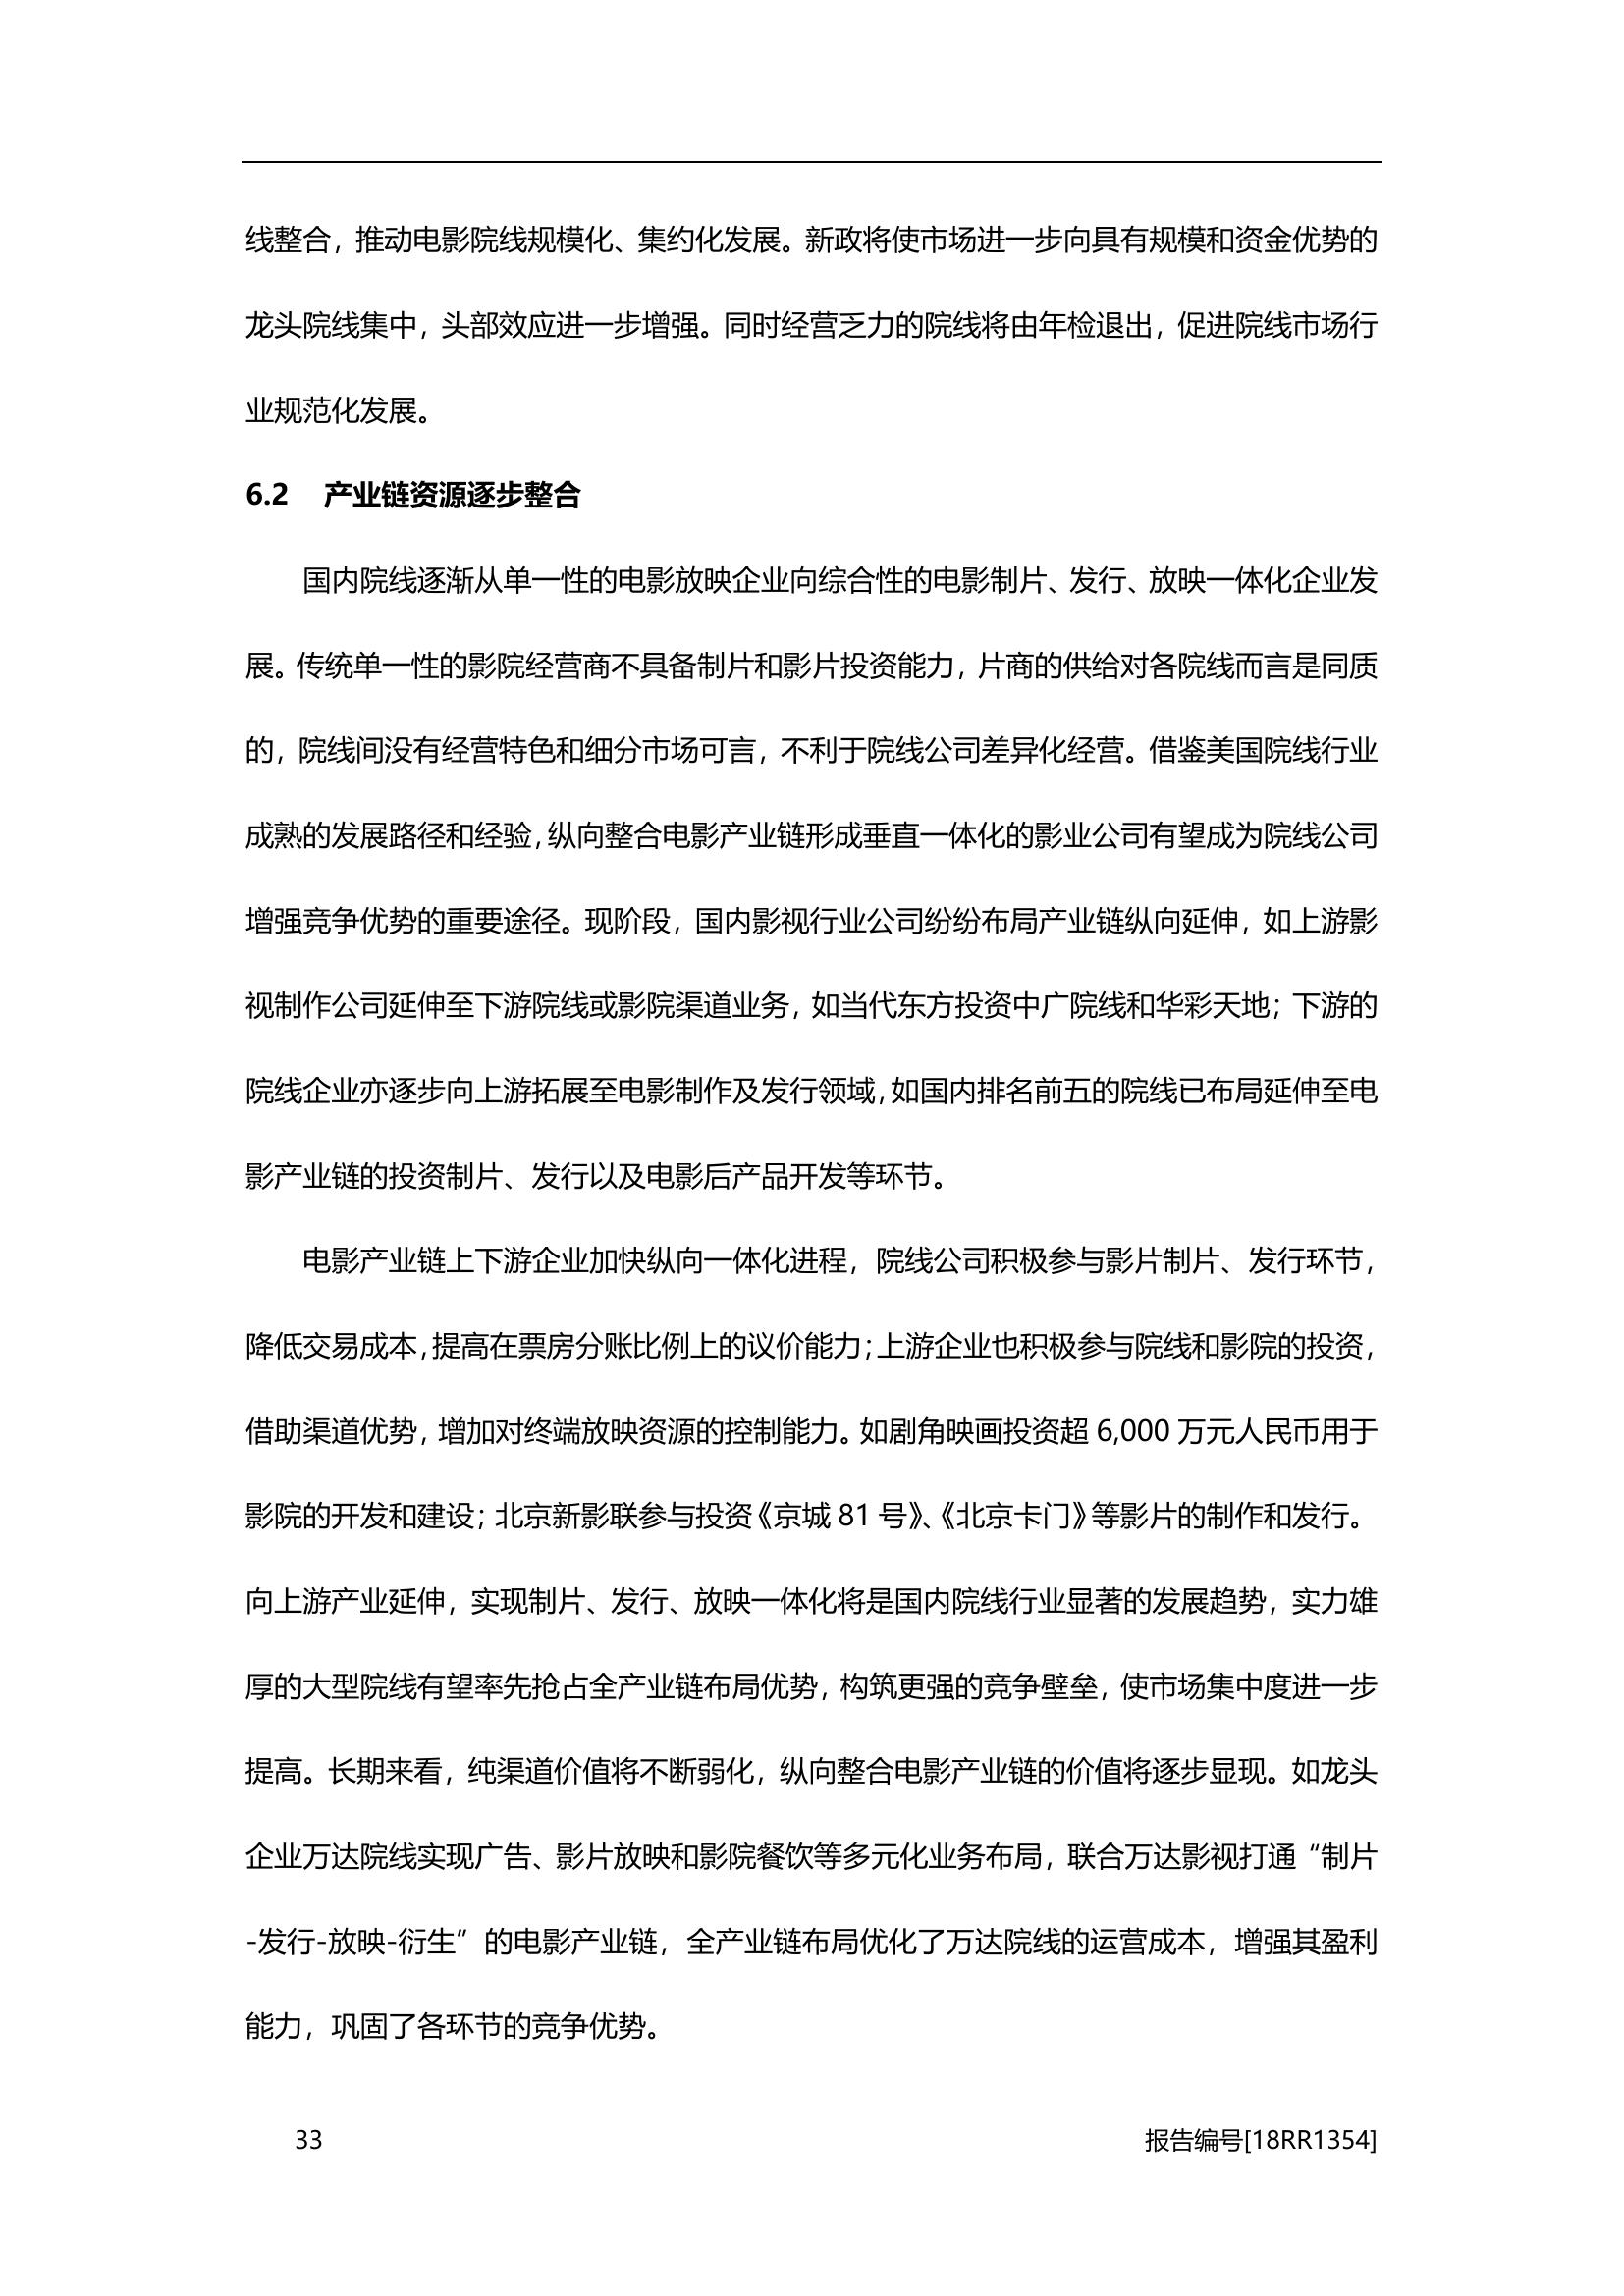 线整合，推动电影院线规模化、集约化发展。新政将使市场进一步向具有规模和资金优势的
龙头院线集中，头部效应进一步增强。同时经营乏力的院线将由年检退出，促进院线市场行
业规范化发展。
6.2 产业链资源逐步整合
国内院线逐渐从单一性的电影放映企业向综合性的电影制片、发行、放映一体化企业发
展。传统单一性的影院经营商不具备制片和影片投资能力，片商的供给对各院线而言是同质
的，院线间没有经营特色和细分市场可言，不利于院线公司差异化经营。借鉴美国院线行业
成熟的发展路径和经验，纵向整合电影产业链形成垂直一体化的影业公司有望成为院线公司
增强竞争优势的重要途径。现阶段，国内影视行业公司纷纷布局产业链纵向延伸，如上游影
视制作公司延伸至下游院线或影院渠道业务，如当代东方投资中广院线和华彩天地；下游的
院线企业亦逐步向上游拓展至电影制作及发行领域，如国内排名前五的院线已布局延伸至电
影产业链的投资制片、发行以及电影后产品开发等环节。
电影产业链上下游企业加快纵向一体化进程，院线公司积极参与影片制片、发行环节，
降低交易成本，提高在票房分账比例上的议价能力；上游企业也积极参与院线和影院的投资，
借助渠道优势，增加对终端放映资源的控制能力。如剧角映画投资超 6,000 万元人民币用于
影院的开发和建设；北京新影联参与投资《京城 81 号》、《北京卡门》等影片的制作和发行。
向上游产业延伸，实现制片、发行、放映一体化将是国内院线行业显著的发展趋势，实力雄
厚的大型院线有望率先抢占全产业链布局优势，构筑更强的竞争壁垒，使市场集中度进一步
提高。长期来看，纯渠道价值将不断弱化，纵向整合电影产业链的价值将逐步显现。如龙头
企业万达院线实现广告、影片放映和影院餐饮等多元化业务布局，联合万达影视打通“制片
-发行-放映-衍生”的电影产业链，全产业链布局优化了万达院线的运营成本，增强其盈利
能力，巩固了各环节的竞争优势。
33 报告编号[18RR1354]